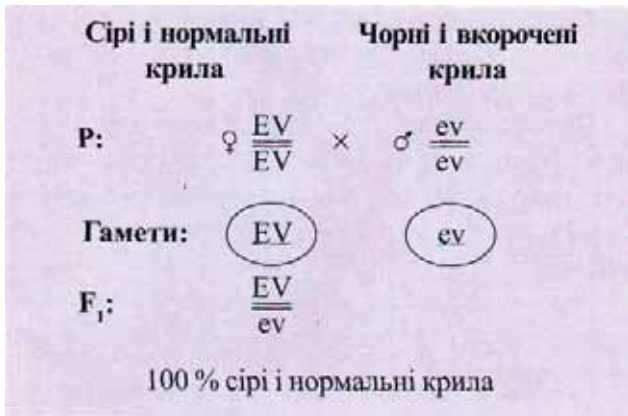 Сірі і нормальні крила
Чорні і вкорочені крила
P: ♀ EV/EV × ♂ ev/ev
Гамети: EV ev
F₁: EV/ev
100 % сірі і нормальні крила